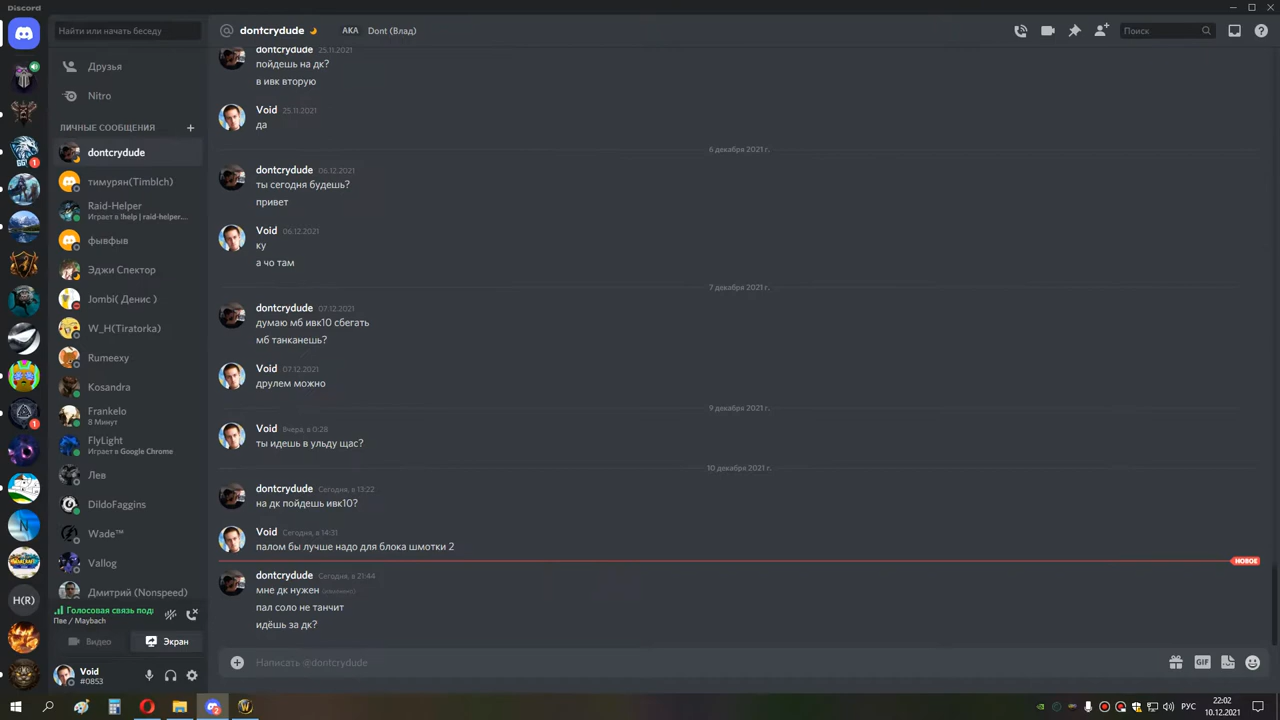 Discord
Найти или начать беседу
dontcrydude
AKA
Dont (Влад)
Поиск
Друзья
Nitro
ЛИЧНЫЕ СООБЩЕНИЯ
dontcrydude
тимурян(TimbIch)
Raid-Helper
Играет в !help | raid-helper...
фывфыв
Эджи Спектор
Jombi( Денис )
W_H(Tiratorka)
Rumeexy
Kosandra
Frankelo
8 Минут
FlyLight
Играет в Google Chrome
Лев
DildoFaggins
Wade™
Vallog
Дмитрий (Nonspeed)
1
1
H(R)
Голосовая связь под
Пве / Maybach
Видео
Экран
Void
#0853
dontcrydude 25.11.2021
пойдешь на дк?
в ивк вторую
Void 25.11.2021
да
6 декабря 2021 г.
dontcrydude 06.12.2021
ты сегодня будешь?
привет
Void 06.12.2021
ку
а чо там
7 декабря 2021 г.
dontcrydude 07.12.2021
думаю мб ивк10 сбегать
мб танканешь?
Void 07.12.2021
друлем можно
9 декабря 2021 г.
Void Вчера, в 0:28
ты идешь в ульду щас?
10 декабря 2021 г.
dontcrydude Сегодня, в 13:22
на дк пойдешь ивк10?
Void Сегодня, в 14:31
палом бы лучше надо для блока шмотки 2
НОВОЕ
dontcrydude Сегодня, в 21:44
мне дк нужен (изменено)
пал соло не танчит
идёшь за дк?
Написать @dontcrydude
GIF
РУС
22:02
10.12.2021